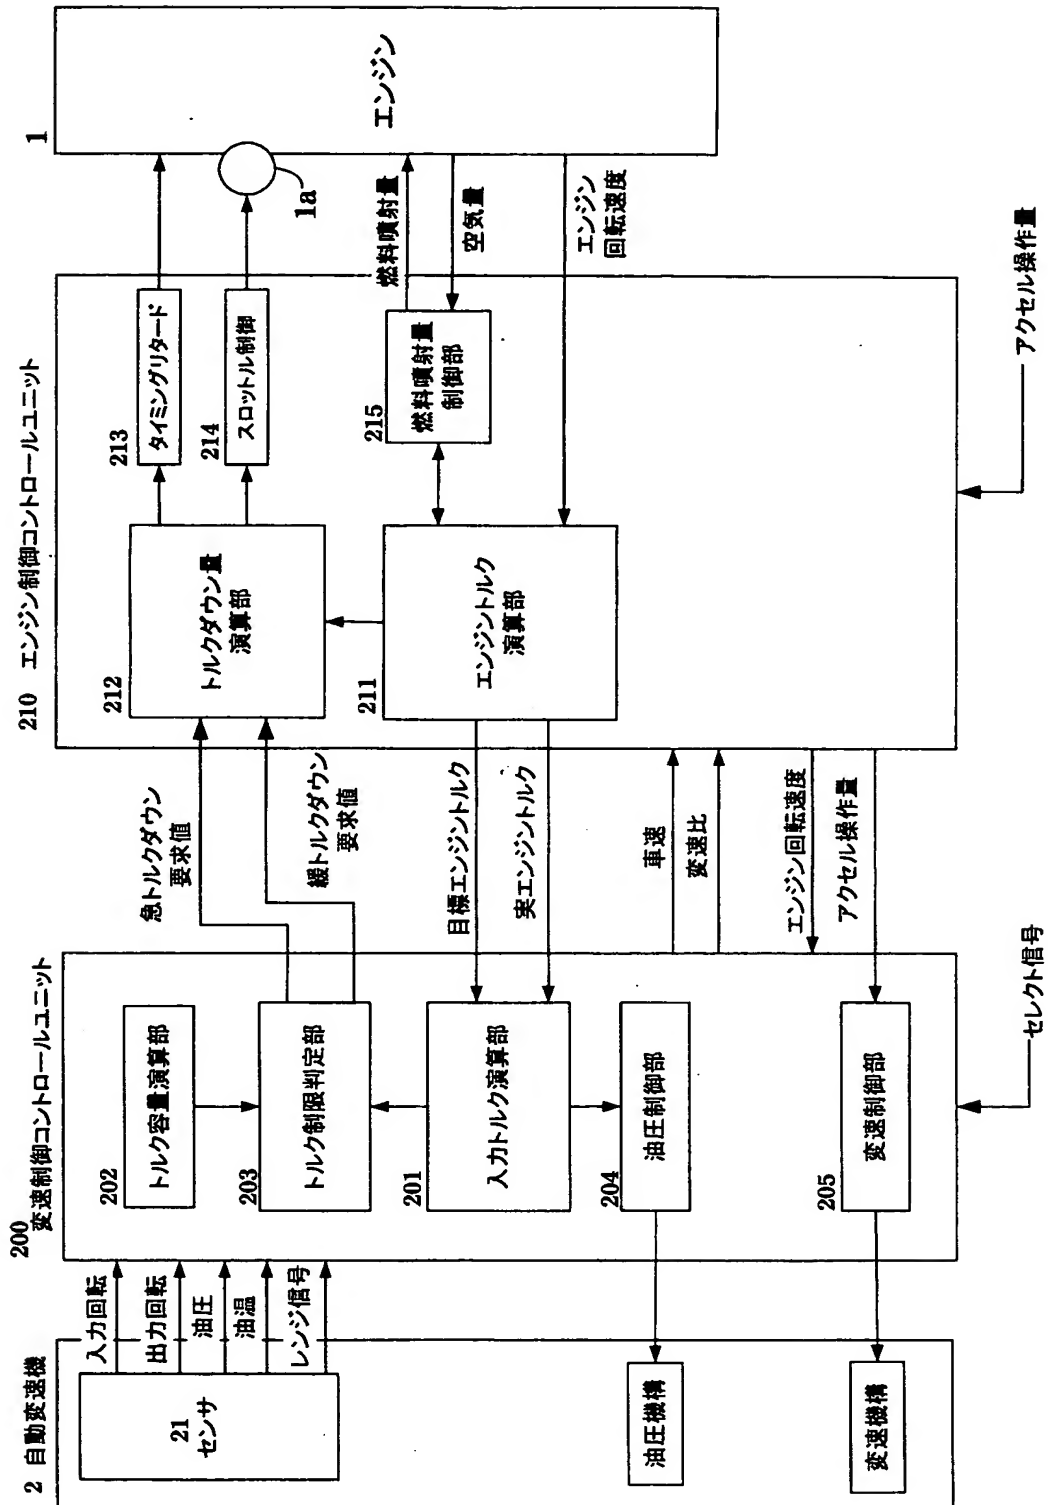 2 自動変速機
21
センサ
油圧機構
変速機構
入力回転
出力回転
油圧
油温
レンジ信号
200
変速制御コントロールユニット
202
トルク容量演算部
203
トルク制限判定部
201
入力トルク演算部
204
油圧制御部
205
変速制御部
セレクト信号
急トルクダウン
要求値
緩トルクダウン
要求値
目標エンジントルク
実エンジントルク
車速
変速比
エンジン回転速度
アクセル操作量
210 エンジン制御コントロールユニット
212
トルクダウン量
演算部
211
エンジントルク
演算部
213
タイミングリタード
214
スロットル制御
215
燃料噴射量
制御部
アクセル操作量
燃料噴射量
空気量
エンジン
回転速度
1
1a
エンジン